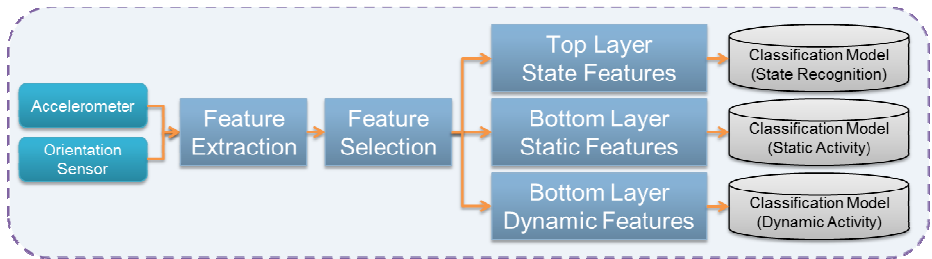 Accelerometer
Orientation
Sensor
Feature
Extraction
Feature
Selection
Top Layer
State Features
Bottom Layer
Static Features
Bottom Layer
Dynamic Features
Classification Model
(State Recognition)
Classification Model
(Static Activity)
Classification Model
(Dynamic Activity)